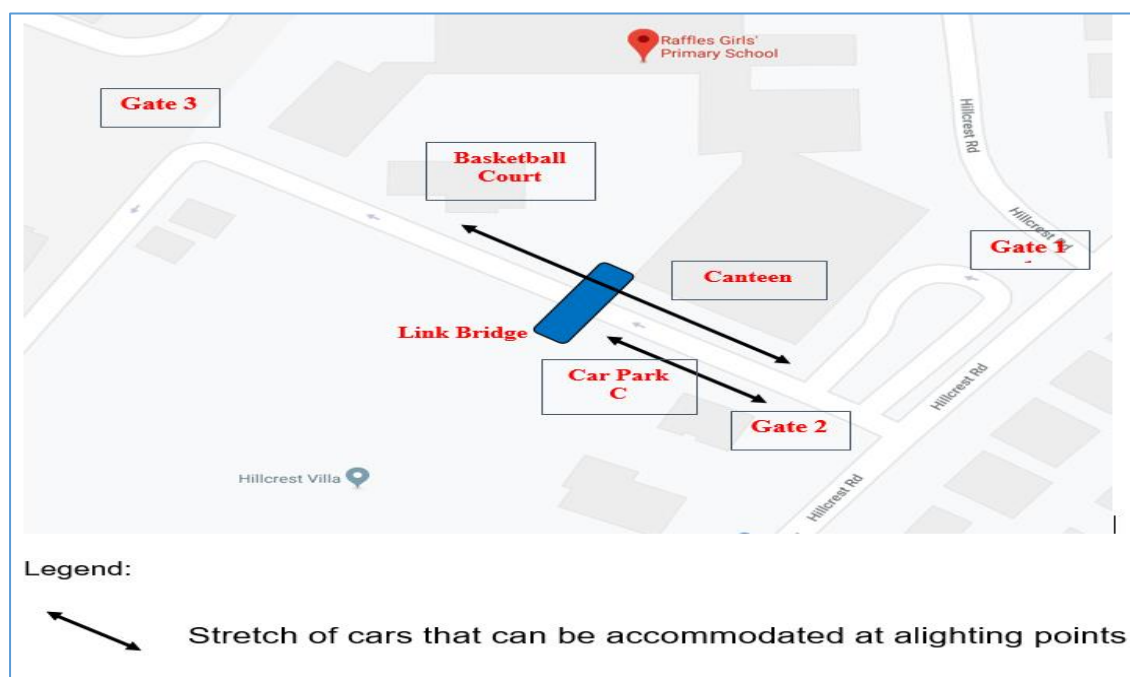 Raffles Girls'
Primary School
Gate 3
Hillcrest Rd
Basketball
Court
Hillcrest Rd
Gate 1
Canteen
Link Bridge
Car Park
C
Hillcrest Rd
Gate 2
Hillcrest Villa
Hillcrest Rd
Legend:
Stretch of cars that can be accommodated at alighting points